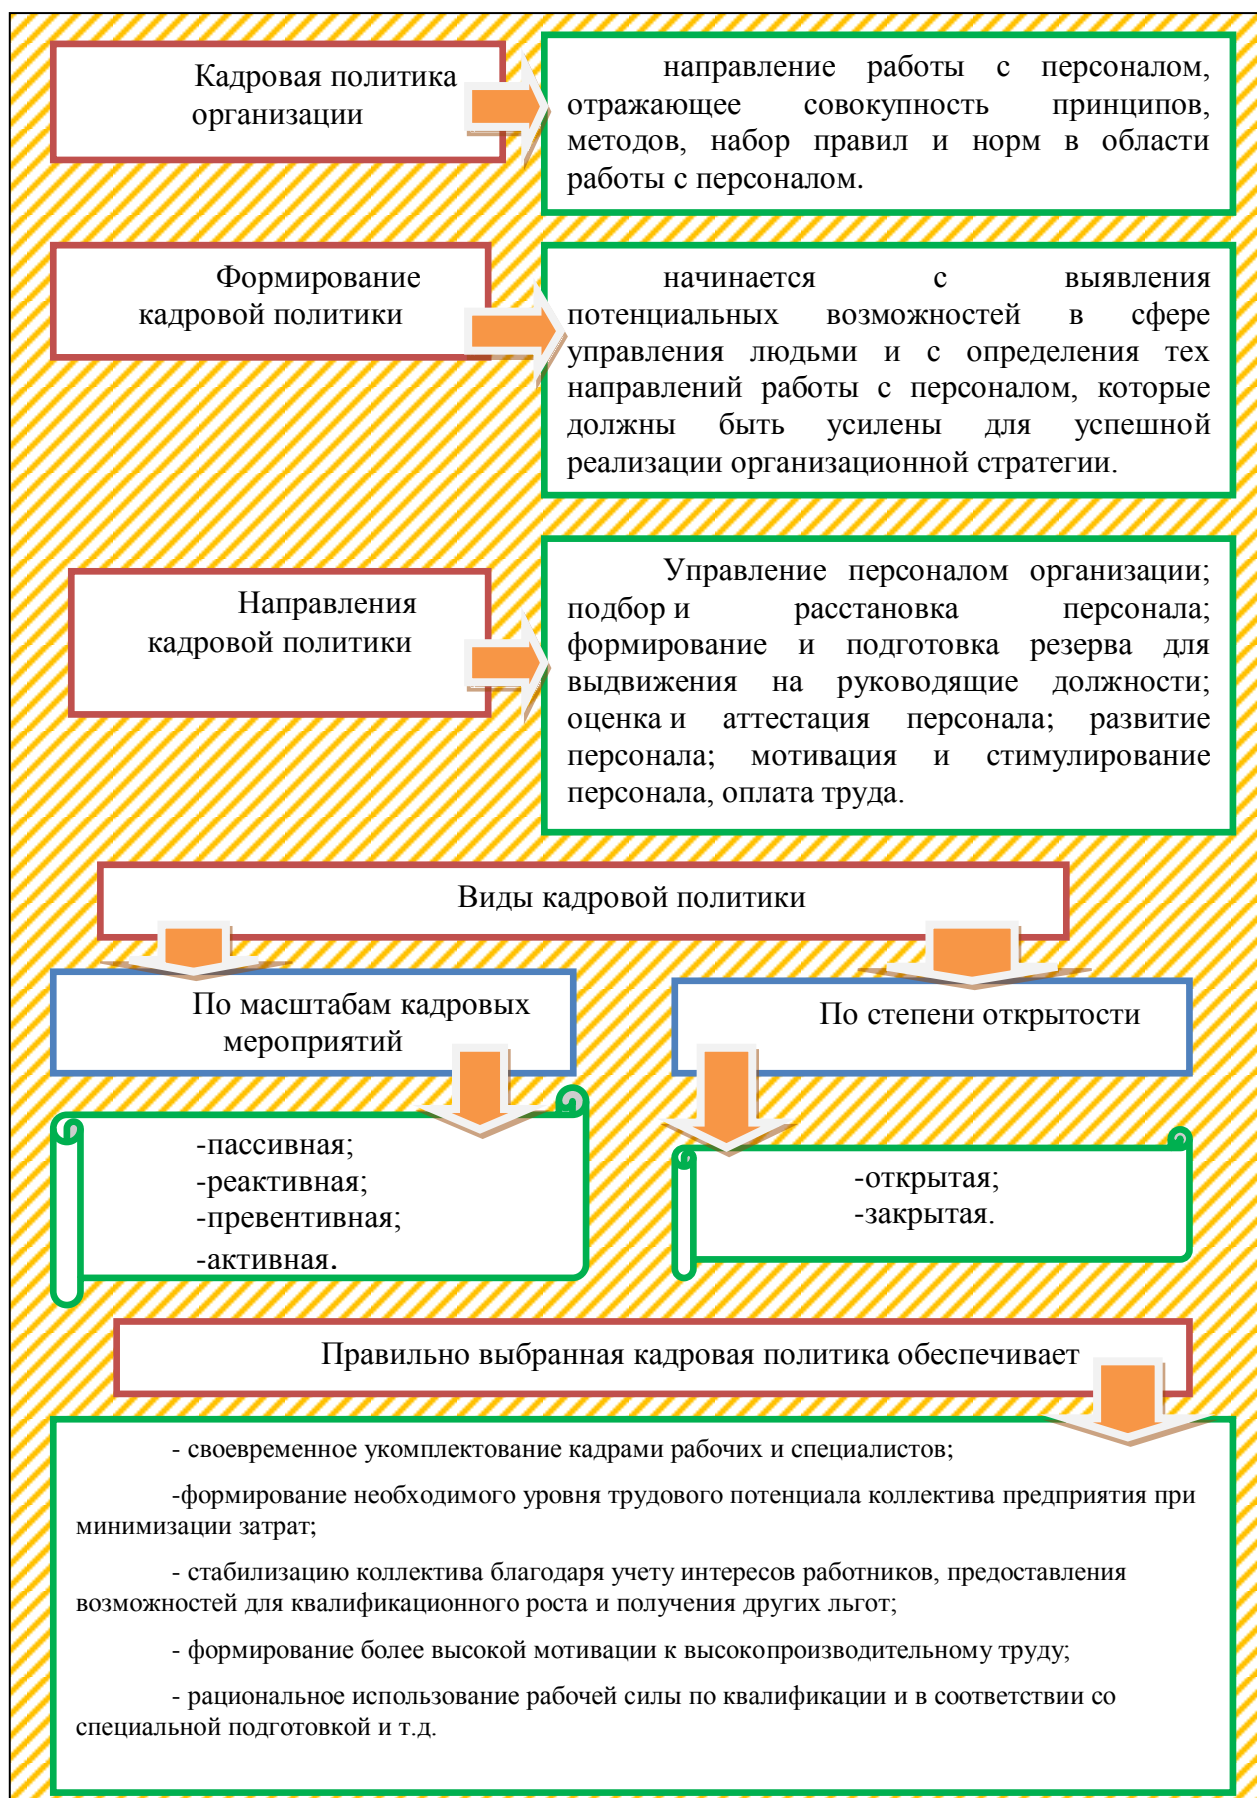 Кадровая политика
организации
направление работы с персоналом,
отражающее совокупность принципов,
методов, набор правил и норм в области
работы с персоналом.
Формирование
кадровой политики
начинается с выявления
потенциальных возможностей в сфере
управления людьми и с определения тех
направлений работы с персоналом, которые
должны быть усилены для успешной
реализации организационной стратегии.
Направления
кадровой политики
Управление персоналом организации;
подбор и расстановка персонала;
формирование и подготовка резерва для
выдвижения на руководящие должности;
оценка и аттестация персонала; развитие
персонала; мотивация и стимулирование
персонала, оплата труда.
Виды кадровой политики
По масштабам кадровых
мероприятий
По степени открытости
-пассивная;
-реактивная;
-превентивная;
-активная.
-открытая;
-закрытая.
Правильно выбранная кадровая политика обеспечивает
- своевременное укомплектование кадрами рабочих и специалистов;
-формирование необходимого уровня трудового потенциала коллектива предприятия при
минимизации затрат;
- стабилизацию коллектива благодаря учету интересов работников, предоставления
возможностей для квалификационного роста и получения других льгот;
- формирование более высокой мотивации к высокопроизводительному труду;
- рациональное использование рабочей силы по квалификации и в соответствии со
специальной подготовкой и т.д.